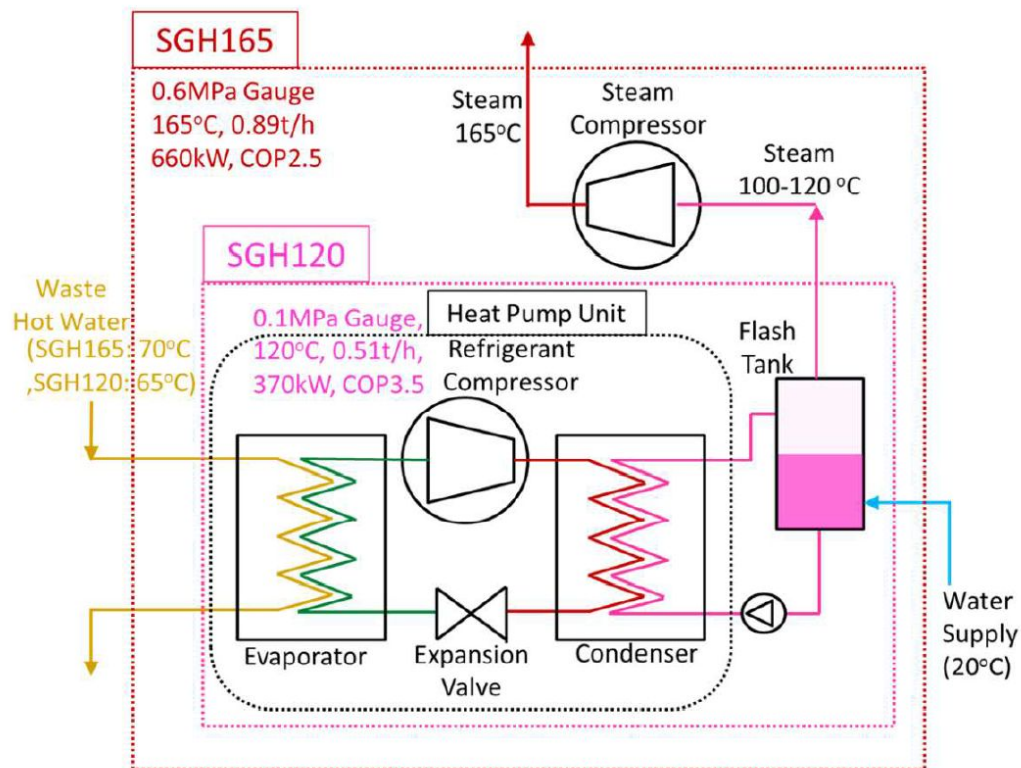 SGH165
0.6MPa Gauge
165°C, 0.89t/h
660kW, COP2.5
Steam
165°C
Steam
Compressor
Steam
100-120 °C
SGH120
0.1MPa Gauge,
120°C, 0.51t/h,
370kW, COP3.5
Waste
Hot Water
(SGH165: 70°C
,SGH120: 65°C)
Heat Pump Unit
Refrigerant
Compressor
Flash
Tank
Evaporator
Expansion
Valve
Condenser
Water
Supply
(20°C)